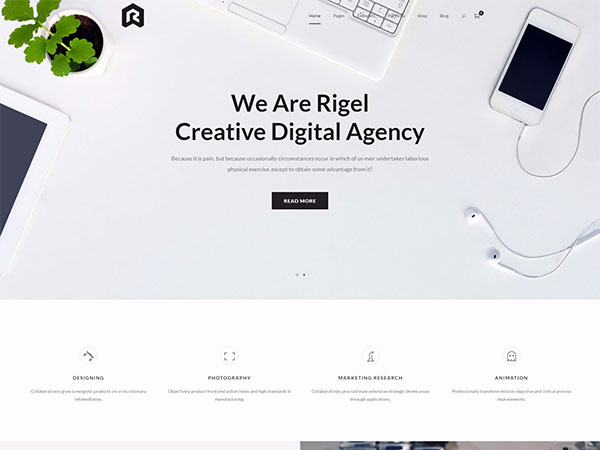 Home Pages Elements Portfolio Shop Blog
0
We Are Rigel
Creative Digital Agency
Because it is pain, but because occasionally circumstances occur in which of us ever undertakes laborious
physical exercise, except to obtain some advantage from it?
READ MORE
DESIGNING PHOTOGRAPHY MARKETING RESEARCH ANIMATION
Collaboratively grow synergistic products vis-a-vis visionary
infomediaries.
Objectively product front end action items and high standards in
manufacturing.
Collaboratively procrastinate extensive strategic theme areas
through applications.
Professionally transform mission objective and critical process
improvements.